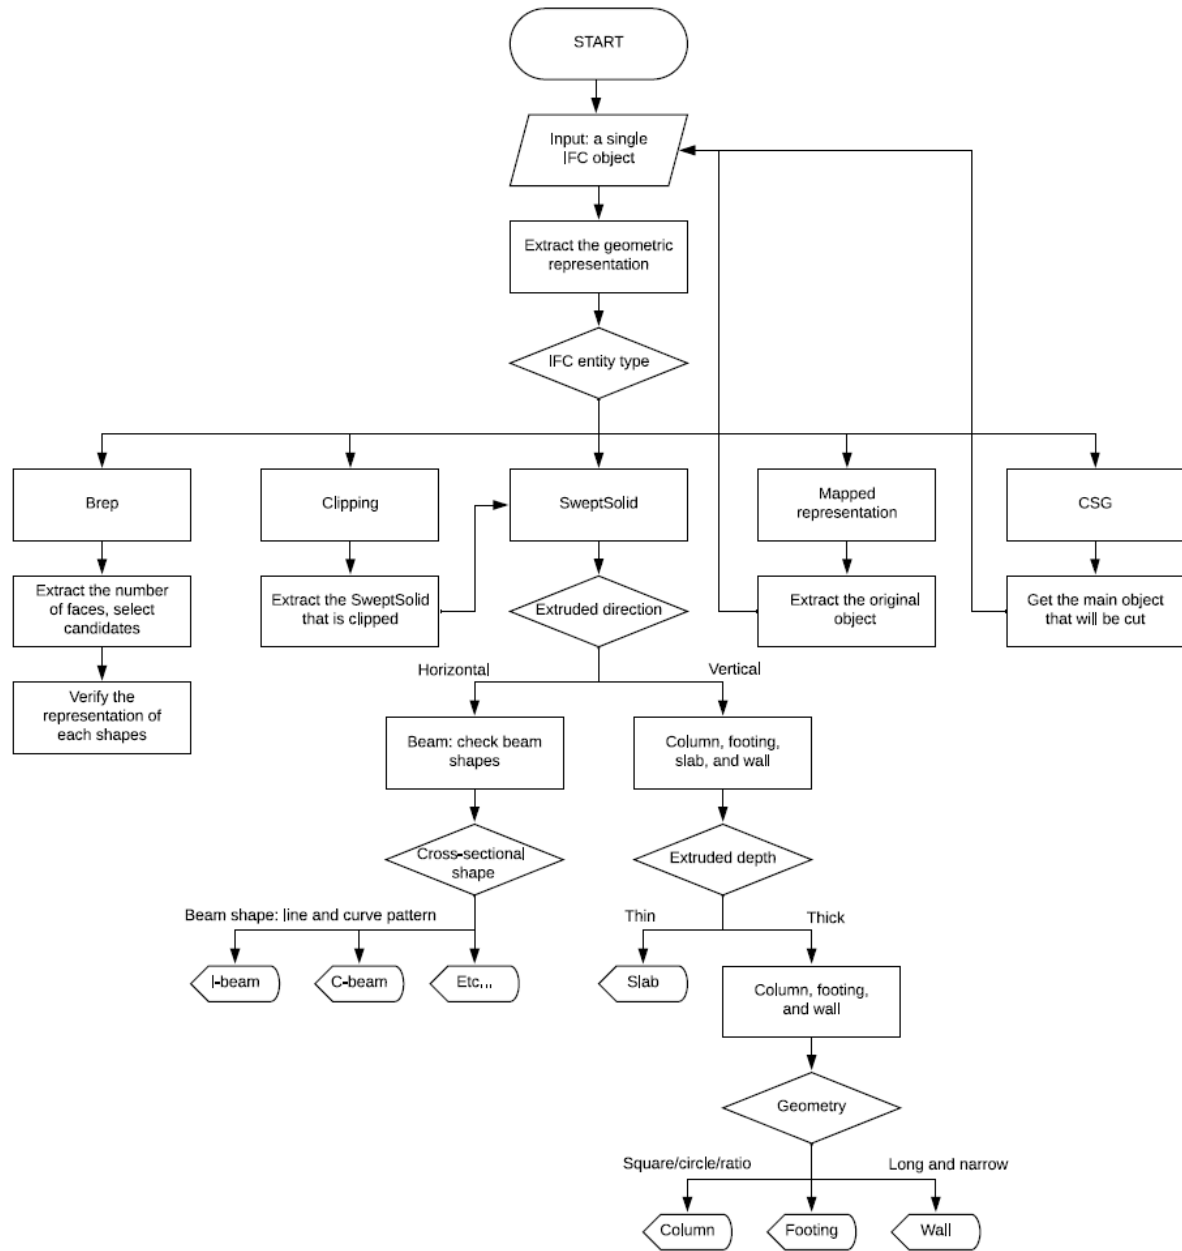 START
Input: a single
IFC object
Extract the geometric
representation
IFC entity type
Brep
Clipping
SweptSolid
Mapped
representation
CSG
Extract the number
of faces, select
candidates
Extract the SweptSolid
that is clipped
Extruded direction
Extract the original
object
Get the main object
that will be cut
Horizontal
Vertical
Verify the
representation of
each shapes
Beam: check beam
shapes
Column, footing,
slab, and wall
Cross-sectional
shape
Extruded depth
Beam shape: line and curve pattern
Thin
Thick
I-beam
C-beam
Etc...
Slab
Column, footing,
and wall
Geometry
Square/circle/ratio
Long and narrow
Column
Footing
Wall